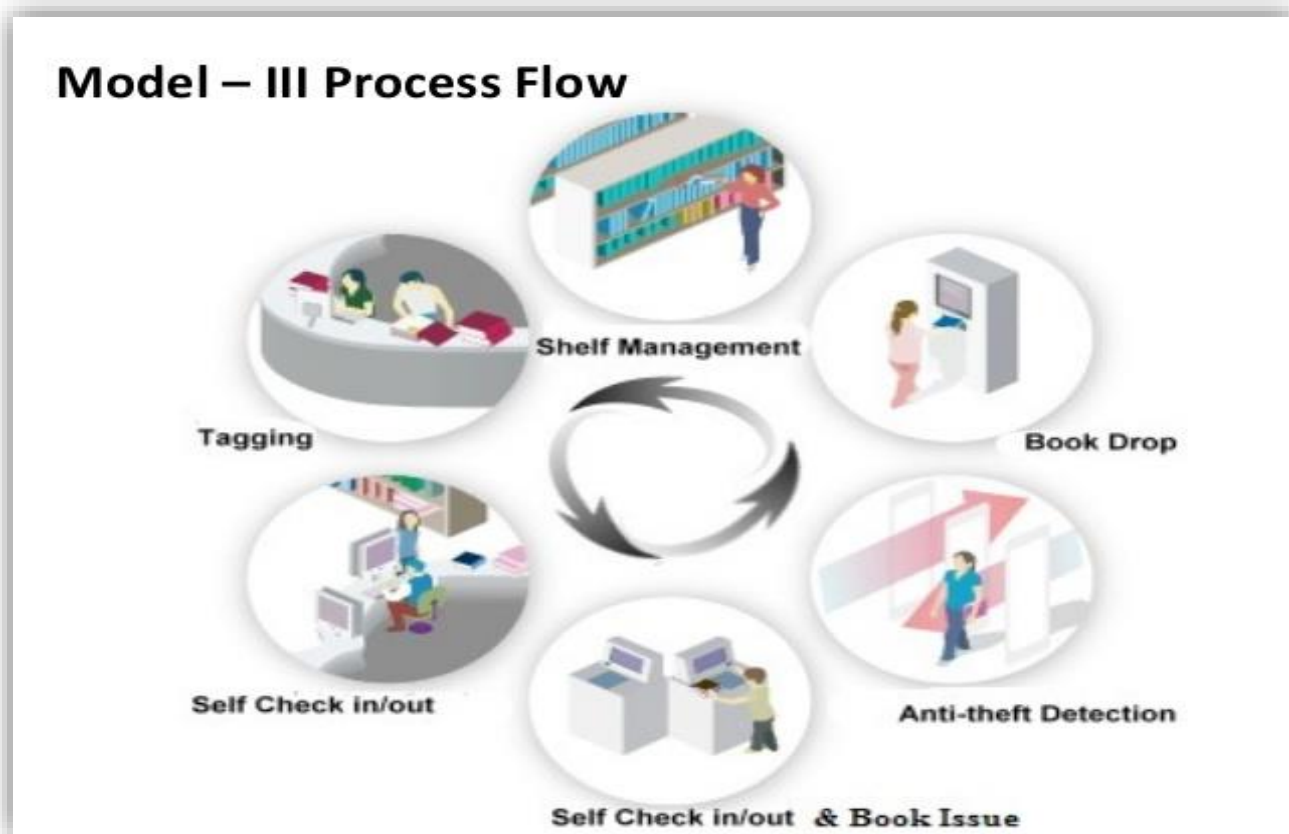 Model – III Process Flow
Shelf Management
Tagging
Book Drop
Self Check in/out
Anti-theft Detection
Self Check in/out & Book Issue